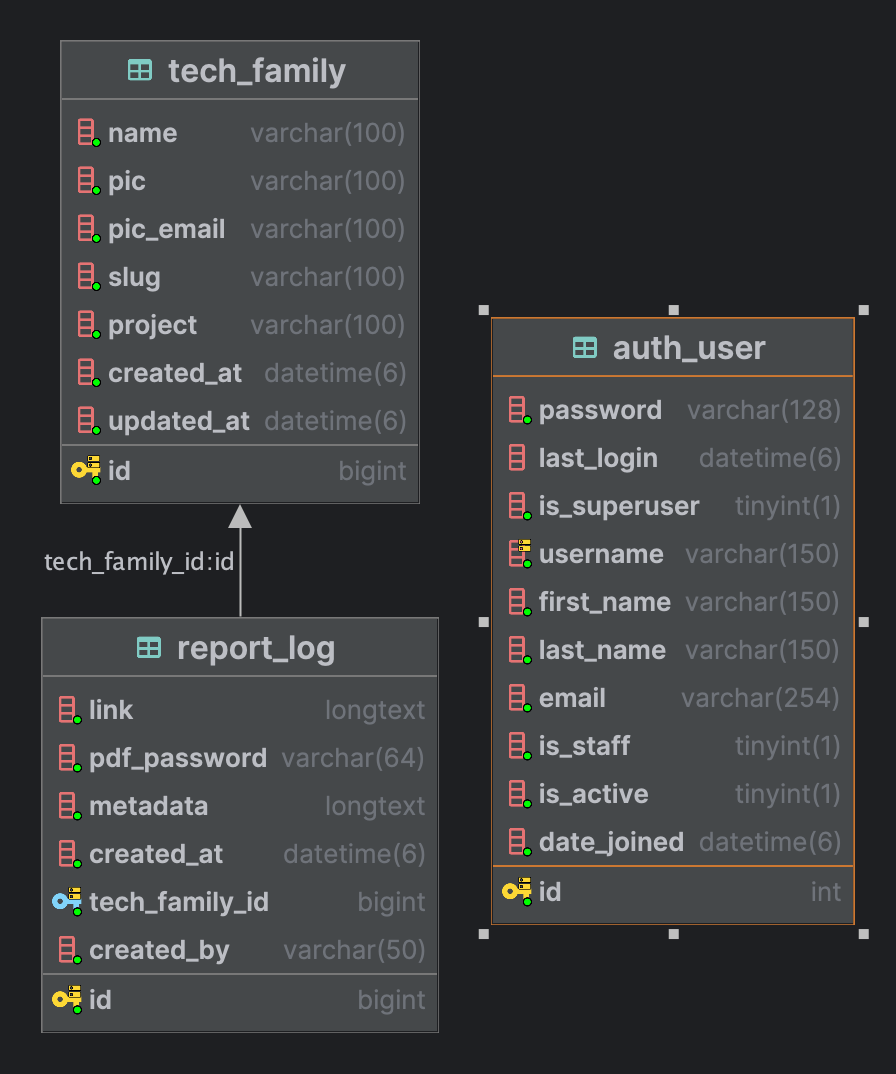 tech_family
name varchar(100)
pic varchar(100)
pic_email varchar(100)
slug varchar(100)
project varchar(100)
created_at datetime(6)
updated_at datetime(6)
id bigint
tech_family_id:id
report_log
link longtext
pdf_password varchar(64)
metadata longtext
created_at datetime(6)
tech_family_id bigint
created_by varchar(50)
id bigint
auth_user
password varchar(128)
last_login datetime(6)
is_superuser tinyint(1)
username varchar(150)
first_name varchar(150)
last_name varchar(150)
email varchar(254)
is_staff tinyint(1)
is_active tinyint(1)
date_joined datetime(6)
id int